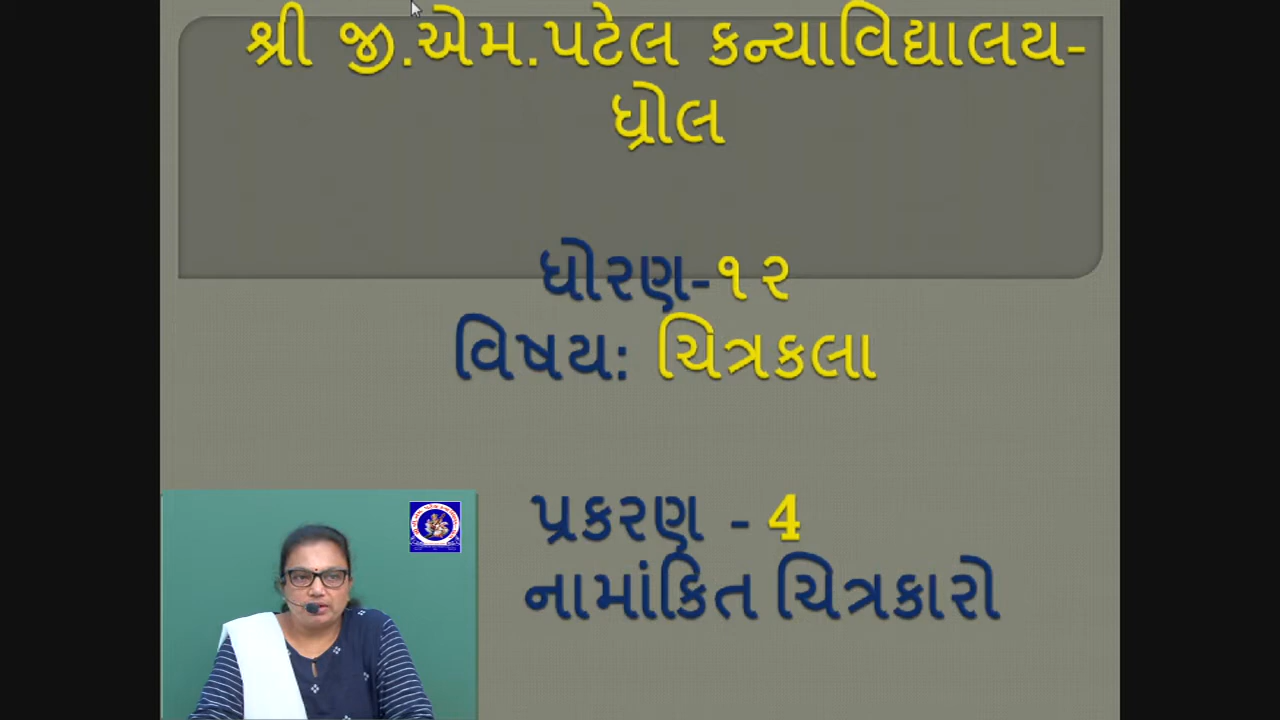 શ્રી જી.એમ.પટેલ કન્યાવિદ્યાલય-
ધ્રોલ
ધોરણ-૧૨
વિષય: ચિત્રકલા
પ્રકરણ - 4
નામાંકિત ચિત્રકારો